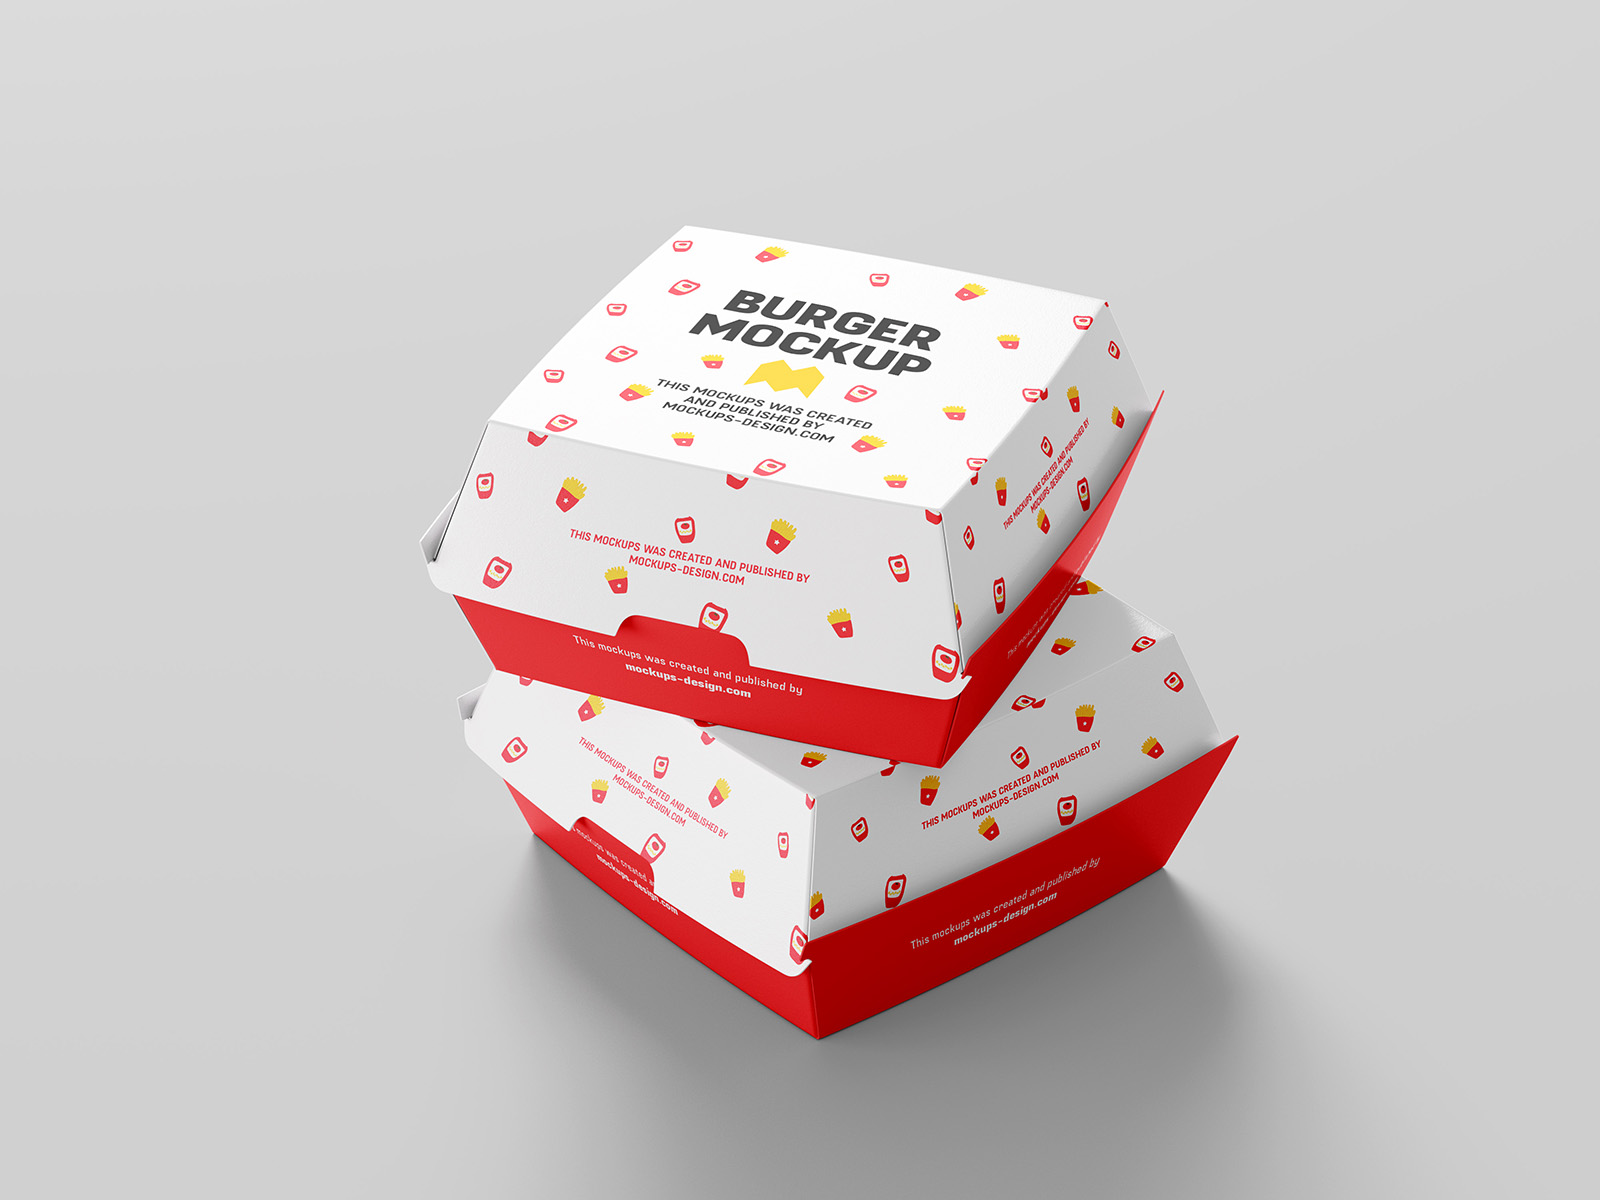 BURGER
MOCKUP
THIS MOCKUPS WAS CREATED
AND PUBLISHED BY
MOCKUPS-DESIGN.COM
THIS MOCKUPS WAS CREATED AND PUBLISHED BY
MOCKUPS-DESIGN.COM
This mockups was created and published by
mockups-design.com
THIS MOCKUPS WAS CREATED AND PUBLISHED BY
MOCKUPS-DESIGN.COM
THIS MOCKUPS WAS CREATED AND PUBLISHED BY
MOCKUPS-DESIGN.COM
mockups was created
mockups-design.com
THIS MOCKUPS WAS CREATED AND PUBLISHED BY
MOCKUPS-DESIGN.COM
This mockups was created and published by
mockups-design.com